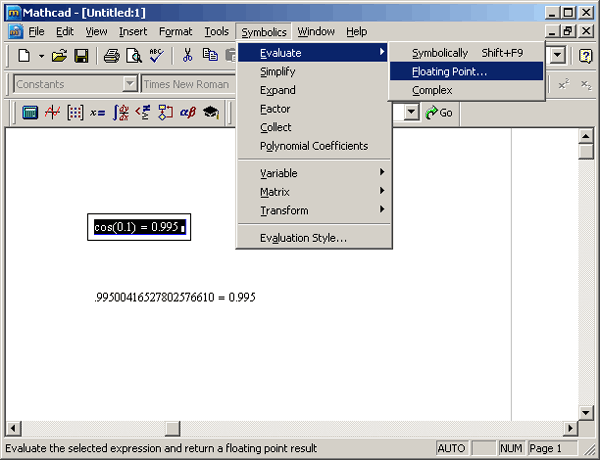 Mathcad - [Untitled:1]
File Edit View Insert Format Tools Symbolics Window Help
Evaluate
Symbolically Shift+F9
Constants Times New Roman
Simplify
Floating Point...
Expand
Complex
Factor
Go
Collect
Polynomial Coefficients
Variable
Matrix
Transform
Evaluation Style...
cos(0.1) = 0.995
.99500416527802576610 = 0.995
Evaluate the selected expression and return a floating point result AUTO NUM Page 1